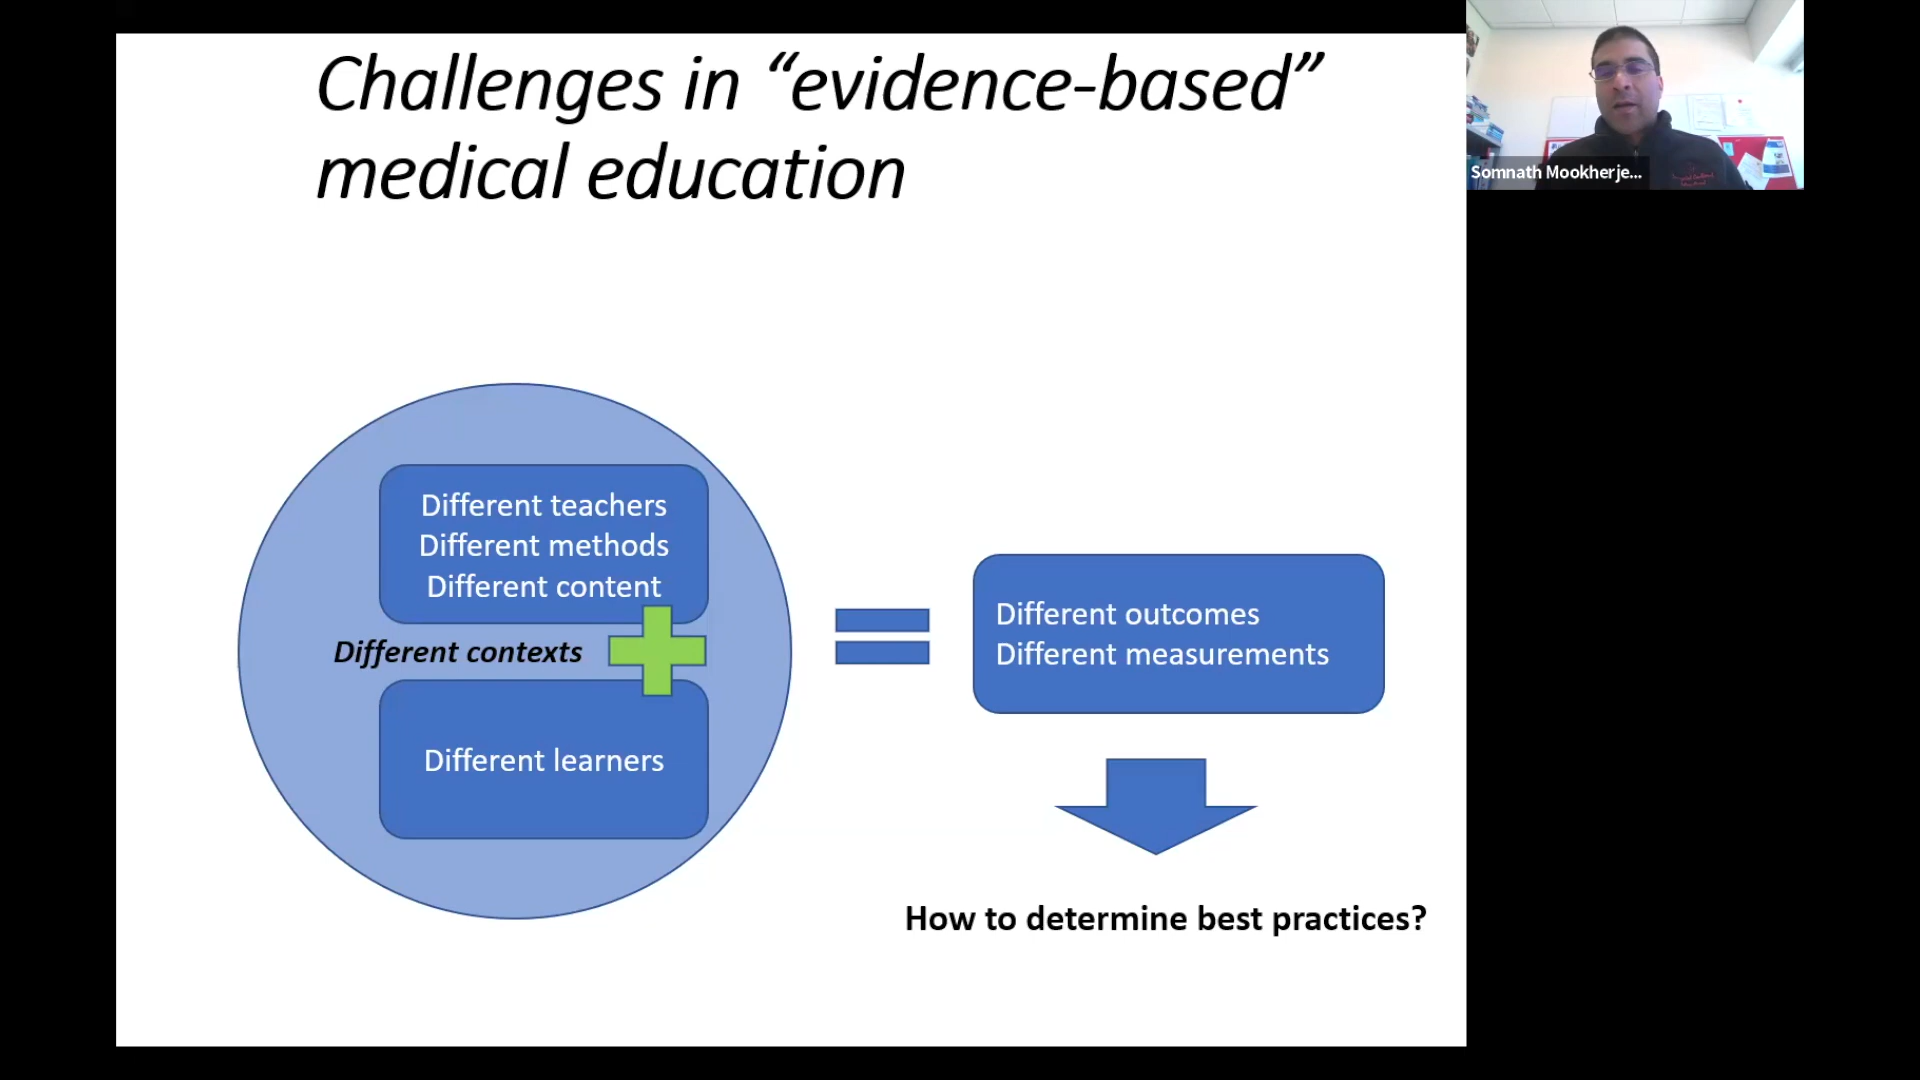 Challenges in “evidence-based”
medical education
Somnath Mookherje...
Different teachers
Different methods
Different content
Different contexts
Different learners
Different outcomes
Different measurements
How to determine best practices?